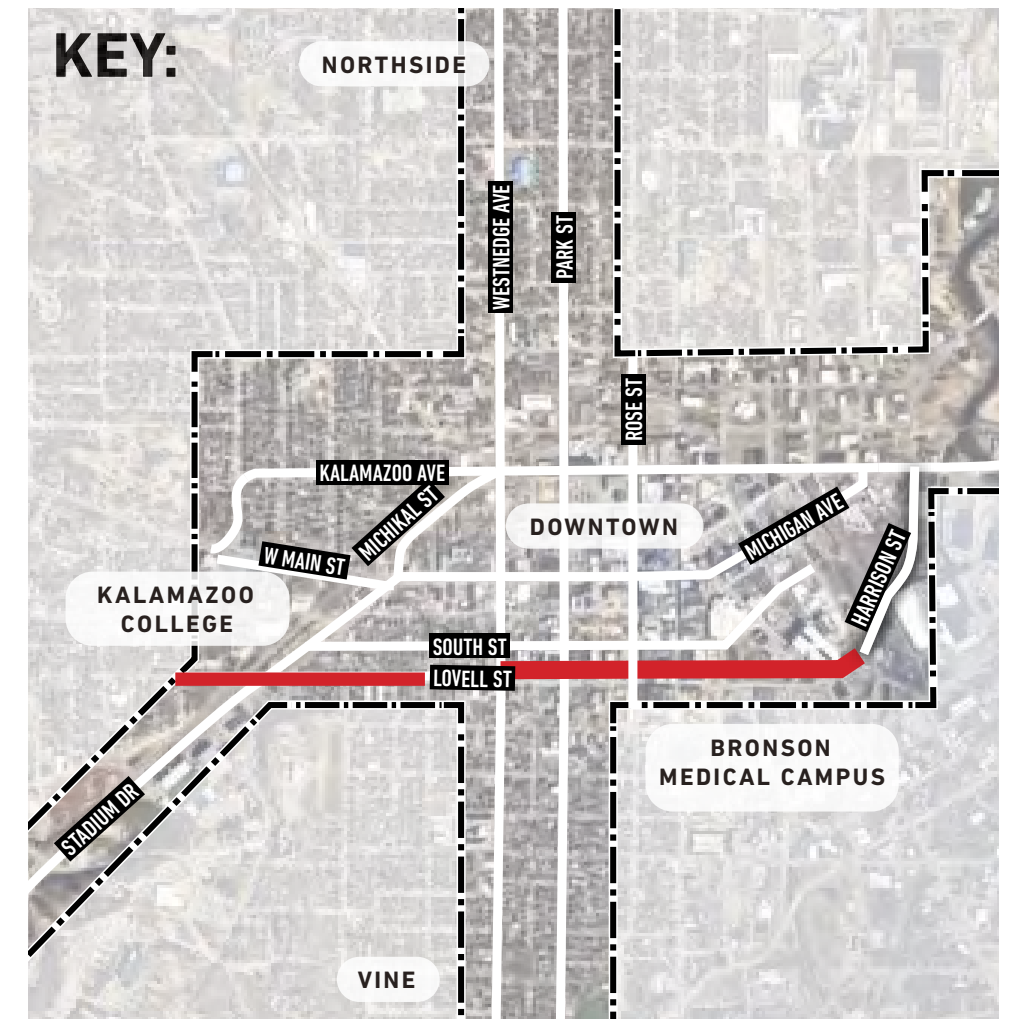 KEY:
NORTHSIDE
WESTNEDGE AVE
PARK ST
ROSE ST
KALAMAZOO AVE
MICHIKAL ST
DOWNTOWN
MICHIGAN AVE
W MAIN ST
HARRISON ST
KALAMAZOO
COLLEGE
SOUTH ST
LOVELL ST
BRONSON
MEDICAL CAMPUS
STADIUM DR
VINE